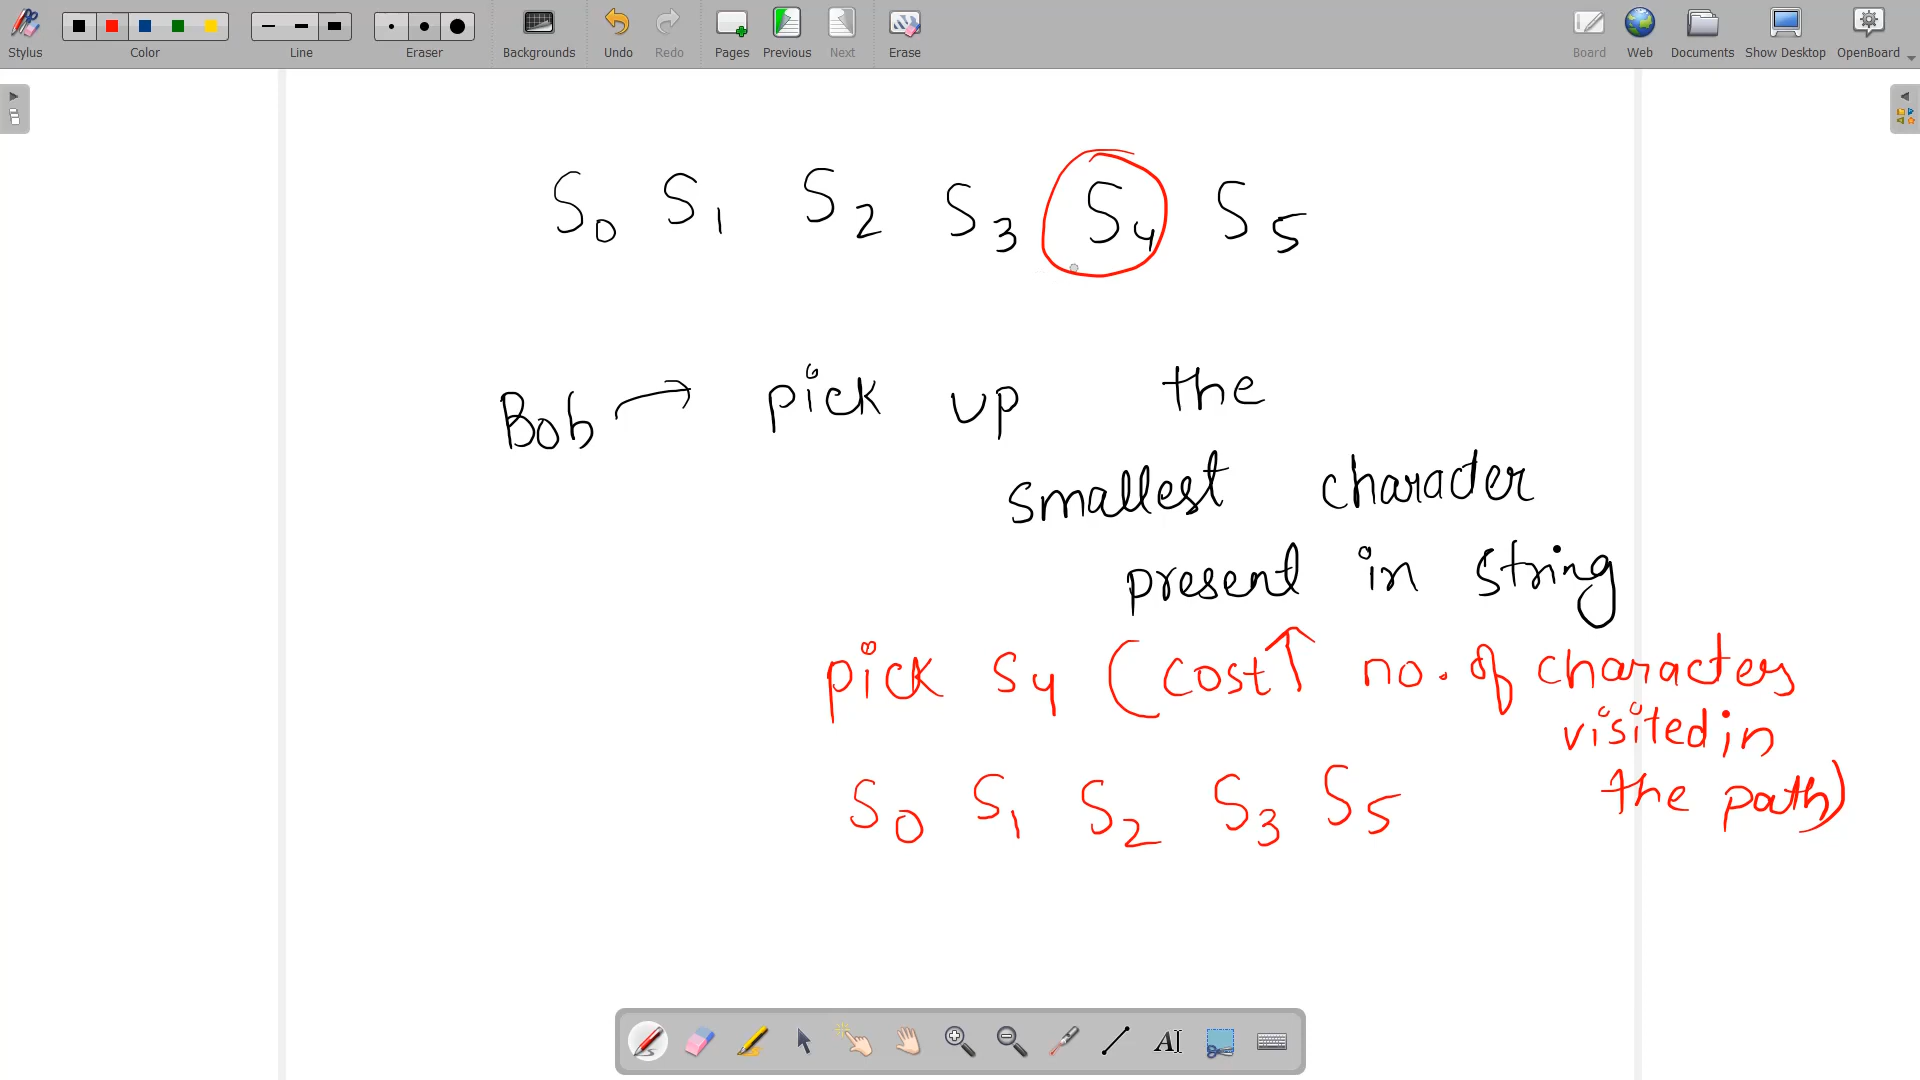 Stylus Color Line Eraser Backgrounds Undo Redo Pages Previous Next Erase Board Web Documents Show Desktop OpenBoard
S0 S1 S2 S3 S4 S5
Bob → pick up the
smallest character
present in string
pick S4 (cost↑ no. of characters
visited in
the path)
S0 S1 S2 S3 S5